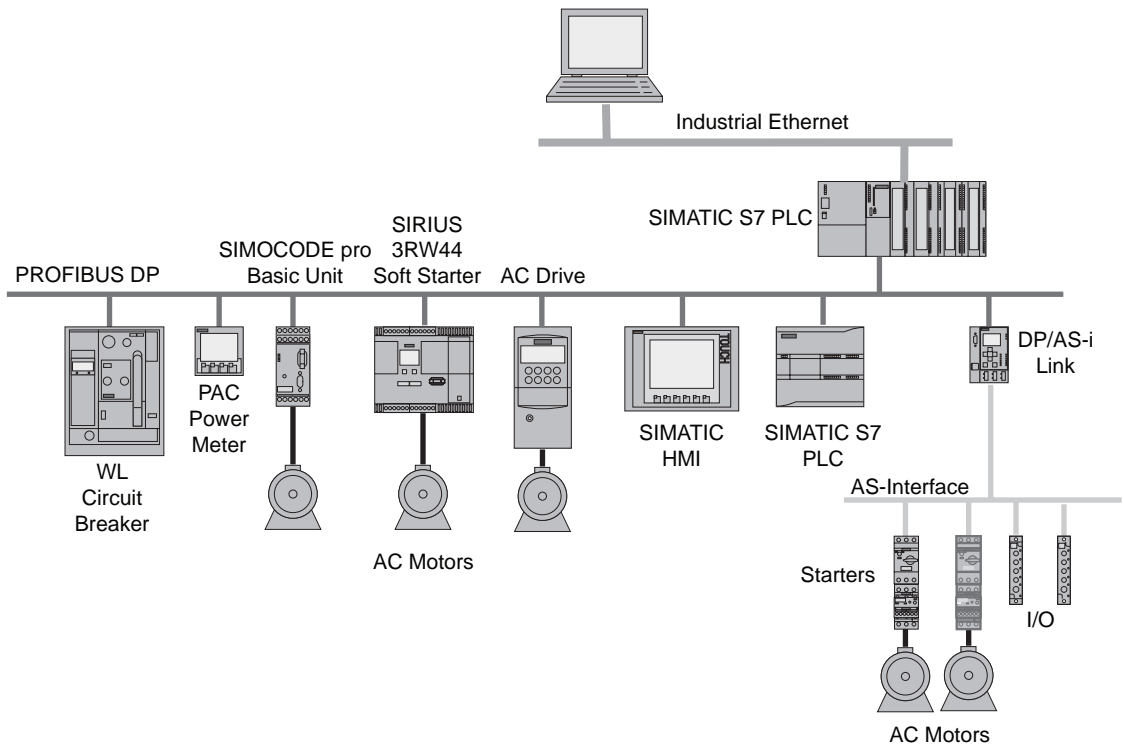 Industrial Ethernet
SIMATIC S7 PLC
PROFIBUS DP
SIMOCODE pro
Basic Unit
SIRIUS
3RW44
Soft Starter
AC Drive
WL
Circuit
Breaker
PAC
Power
Meter
TOUCH
SIMATIC
HMI
SIMATIC S7
PLC
DP/AS-i
Link
AC Motors
AS-Interface
Starters
I/O
AC Motors